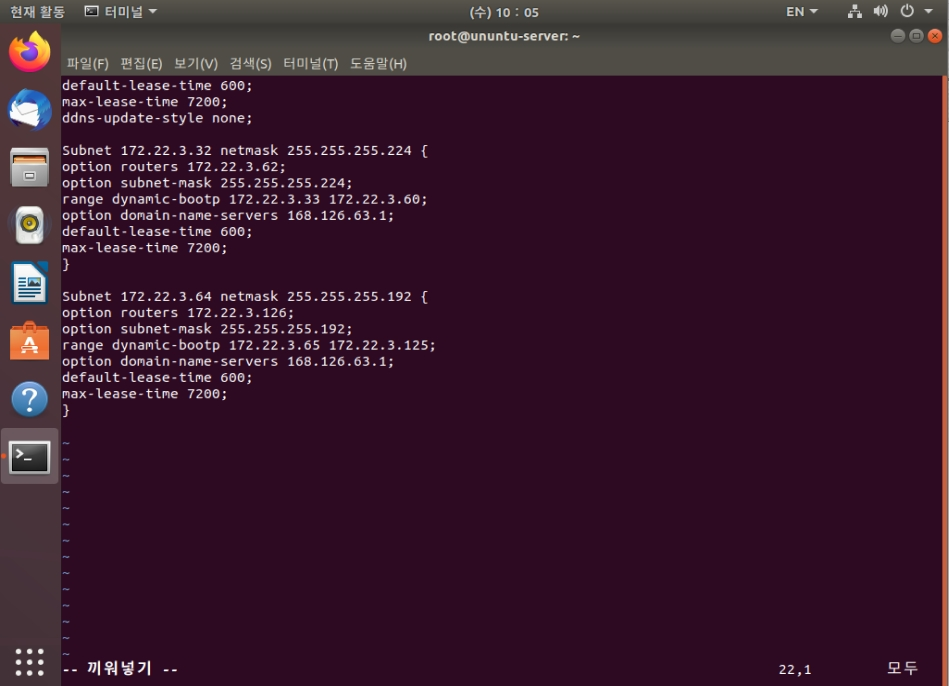 현재 활동 터미널 (수) 10 : 05 EN
root@ununtu-server: ~
파일(F) 편집(E) 보기(V) 검색(S) 터미널(T) 도움말(H)
default-lease-time 600;
max-lease-time 7200;
ddns-update-style none;

Subnet 172.22.3.32 netmask 255.255.255.224 {
option routers 172.22.3.62;
option subnet-mask 255.255.255.224;
range dynamic-bootp 172.22.3.33 172.22.3.60;
option domain-name-servers 168.126.63.1;
default-lease-time 600;
max-lease-time 7200;
}

Subnet 172.22.3.64 netmask 255.255.255.192 {
option routers 172.22.3.126;
option subnet-mask 255.255.255.192;
range dynamic-bootp 172.22.3.65 172.22.3.125;
option domain-name-servers 168.126.63.1;
default-lease-time 600;
max-lease-time 7200;
}
~
~
~
~
~
~
~
~
~
~
~
~
~
~
-- 끼워넣기 -- 22,1 모두